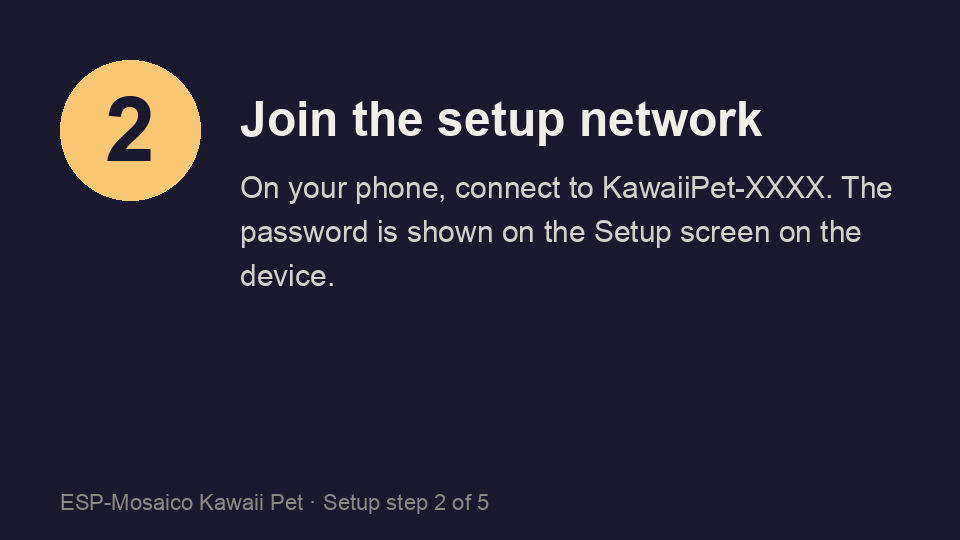 2
Join the setup network
On your phone, connect to KawaiiPet-XXXX. The
password is shown on the Setup screen on the
device.
ESP-Mosaico Kawaii Pet · Setup step 2 of 5